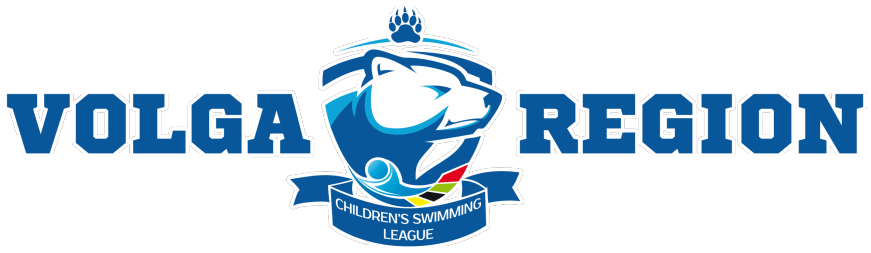 VOLGA REGION
CHILDREN'S SWIMMING
LEAGUE